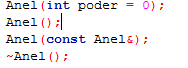 Anel(int poder = 0);
Anel();
Anel(const Anel&);
~Anel();